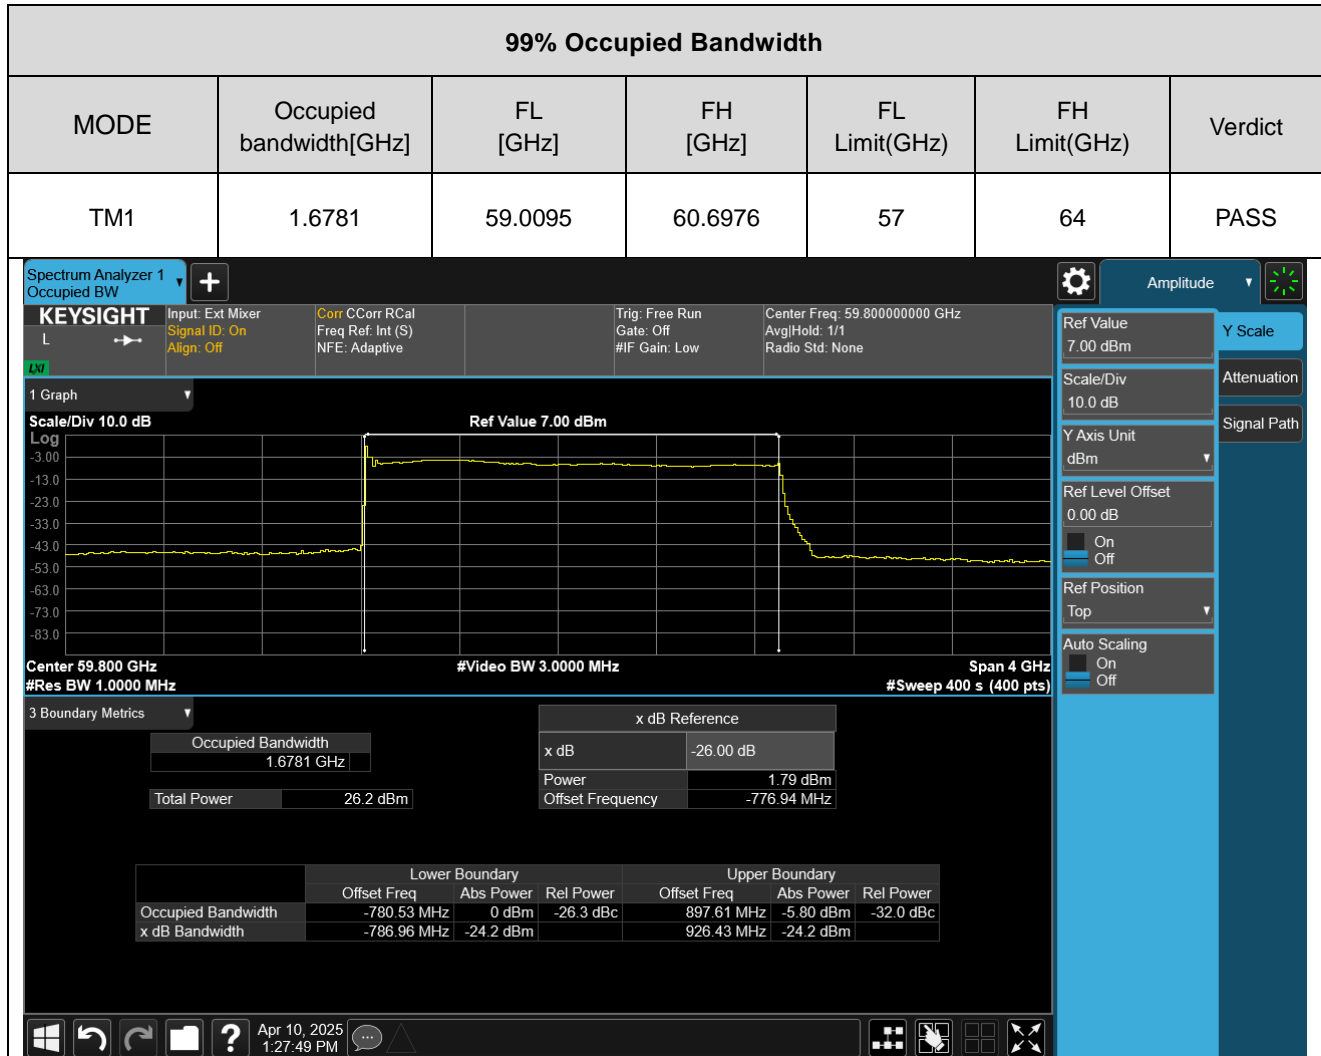 99% Occupied Bandwidth
MODE
Occupied
bandwidth[GHz]
FL
[GHz]
FH
[GHz]
FL
Limit(GHz)
FH
Limit(GHz)
Verdict
TM1
1.6781
59.0095
60.6976
57
64
PASS
Spectrum Analyzer 1
Occupied BW
Amplitude
KEYSIGHT
L
LXI
Input: Ext Mixer
Signal ID: On
Align: Off
Corr CCorr RCal
Freq Ref: Int (S)
NFE: Adaptive
Trig: Free Run
Gate: Off
#IF Gain: Low
Center Freq: 59.800000000 GHz
Avg|Hold: 1/1
Radio Std: None
1 Graph
Scale/Div 10.0 dB
Ref Value 7.00 dBm
Log
-3.00
-13.0
-23.0
-33.0
-43.0
-53.0
-63.0
-73.0
-83.0
Center 59.800 GHz
#Video BW 3.0000 MHz
Span 4 GHz
#Res BW 1.0000 MHz
#Sweep 400 s (400 pts)
Ref Value
7.00 dBm
Scale/Div
10.0 dB
Y Axis Unit
dBm
Ref Level Offset
0.00 dB
On
Off
Ref Position
Top
Auto Scaling
On
Off
Y Scale
Attenuation
Signal Path
3 Boundary Metrics
Occupied Bandwidth
1.6781 GHz
Total Power 26.2 dBm
x dB Reference
x dB -26.00 dB
Power 1.79 dBm
Offset Frequency -776.94 MHz
Lower Boundary Upper Boundary
Offset Freq Abs Power Rel Power Offset Freq Abs Power Rel Power
Occupied Bandwidth -780.53 MHz 0 dBm -26.3 dBc 897.61 MHz -5.80 dBm -32.0 dBc
x dB Bandwidth -786.96 MHz -24.2 dBm 926.43 MHz -24.2 dBm
?
Apr 10, 2025
1:27:49 PM